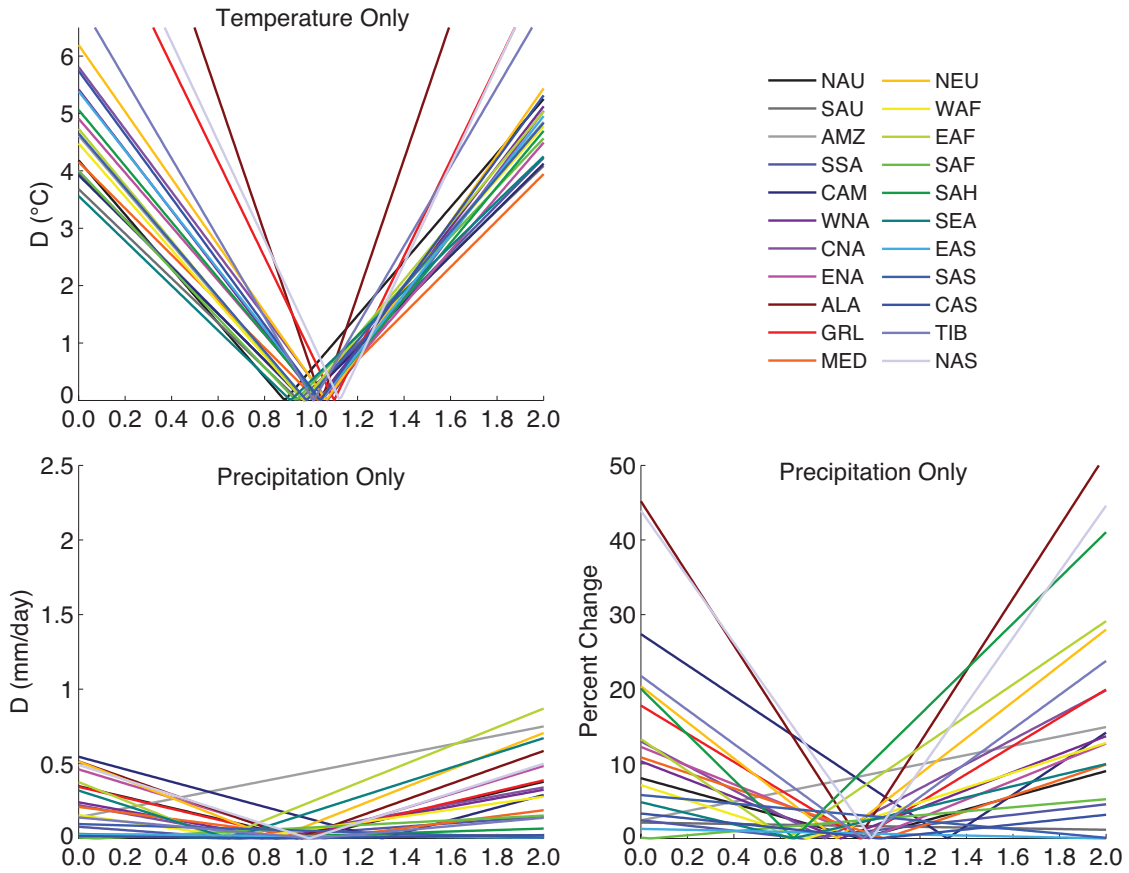 Temperature Only
D (°C)
6
5
4
3
2
1
0
0.0 0.2 0.4 0.6 0.8 1.0 1.2 1.4 1.6 1.8 2.0
NAU NEU
SAU WAF
AMZ EAF
SSA SAF
CAM SAH
WNA SEA
CNA EAS
ENA SAS
ALA CAS
GRL TIB
MED NAS
Precipitation Only
D (mm/day)
2.5
2
1.5
1
0.5
0
0.0 0.2 0.4 0.6 0.8 1.0 1.2 1.4 1.6 1.8 2.0
Precipitation Only
Percent Change
50
40
30
20
10
0
0.0 0.2 0.4 0.6 0.8 1.0 1.2 1.4 1.6 1.8 2.0